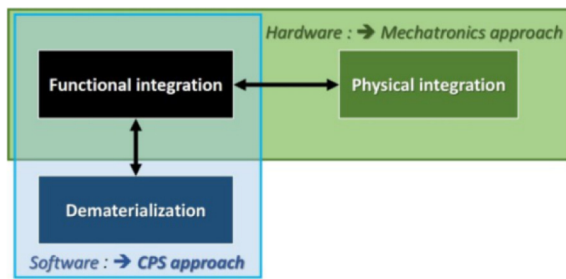 Hardware : ➔ Mechatronics approach
Functional integration
Physical integration
Dematerialization
Software : ➔ CPS approach